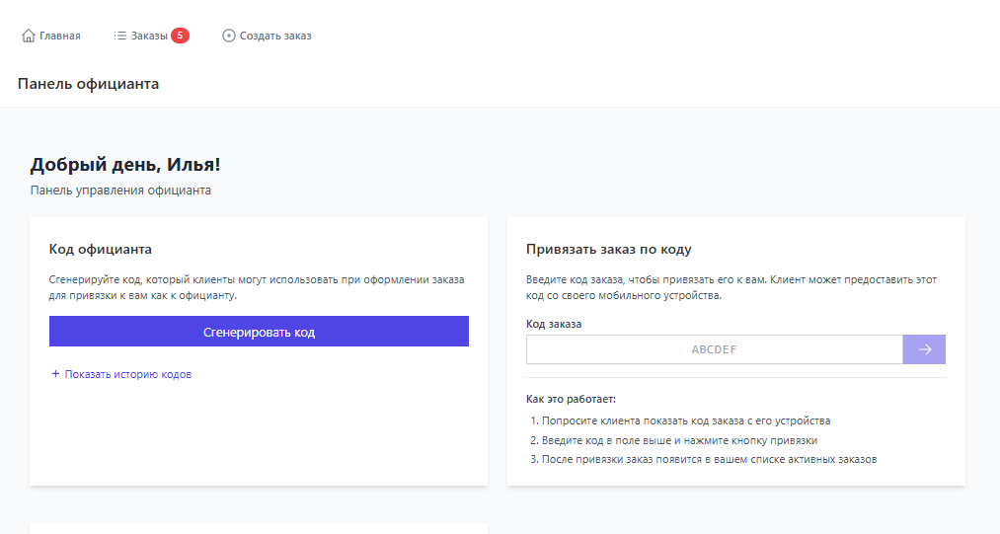 Главная
Заказы 5
Создать заказ
Панель официанта
Добрый день, Илья!
Панель управления официанта
Код официанта
Сгенерируйте код, который клиенты могут использовать при оформлении заказа
для привязки к вам как к официанту.
Сгенерировать код
+ Показать историю кодов
Привязать заказ по коду
Введите код заказа, чтобы привязать его к вам. Клиент может предоставить этот
код со своего мобильного устройства.
Код заказа
ABCDEF
Как это работает:
1. Попросите клиента показать код заказа с его устройства
2. Введите код в поле выше и нажмите кнопку привязки
3. После привязки заказ появится в вашем списке активных заказов